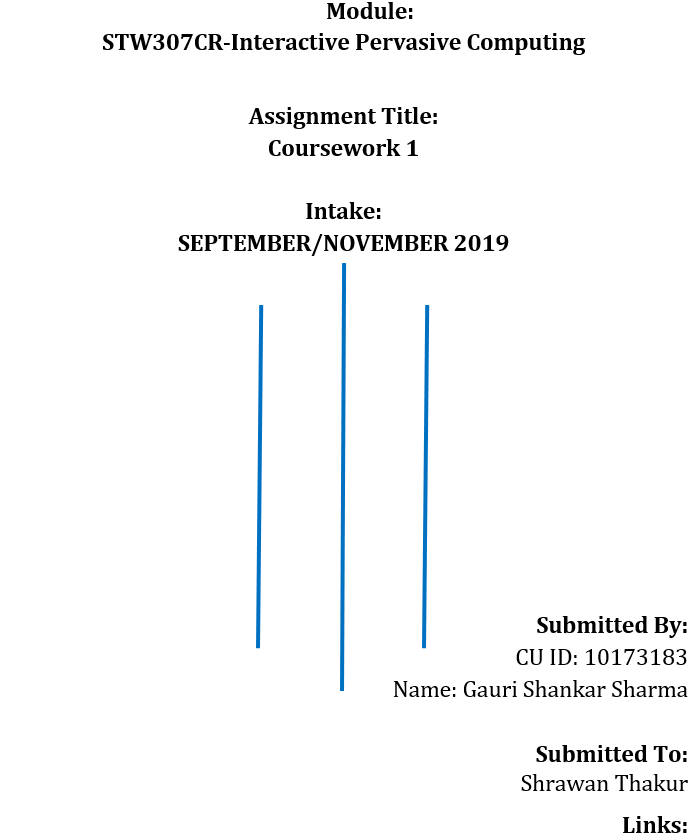 Module:
STW307CR-Interactive Pervasive Computing
Assignment Title:
Coursework 1
Intake:
SEPTEMBER/NOVEMBER 2019
Submitted By:
CU ID: 10173183
Name: Gauri Shankar Sharma
Submitted To:
Shrawan Thakur
Links: